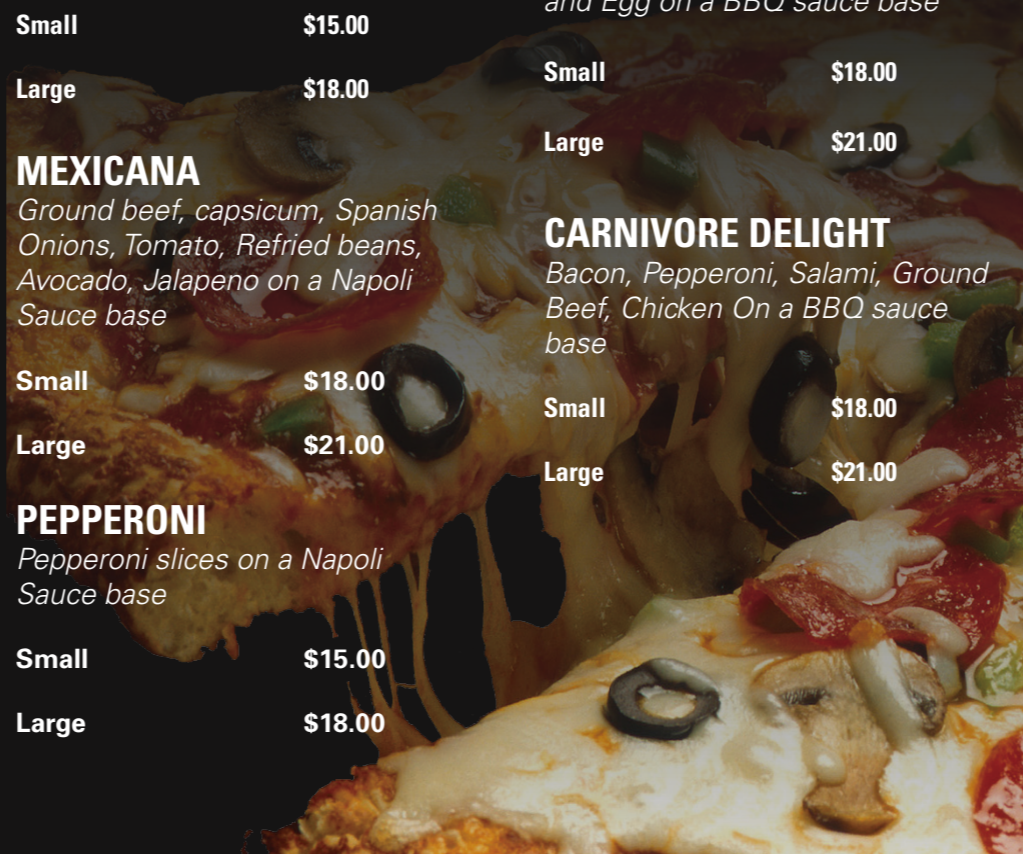 Small $15.00
Large $18.00
MEXICANA
Ground beef, capsicum, Spanish
Onions, Tomato, Refried beans,
Avocado, Jalapeno on a Napoli
Sauce base
Small $18.00
Large $21.00
PEPPERONI
Pepperoni slices on a Napoli
Sauce base
Small $15.00
Large $18.00
and Egg on a BBQ sauce base
Small $18.00
Large $21.00
CARNIVORE DELIGHT
Bacon, Pepperoni, Salami, Ground
Beef, Chicken On a BBQ sauce
base
Small $18.00
Large $21.00